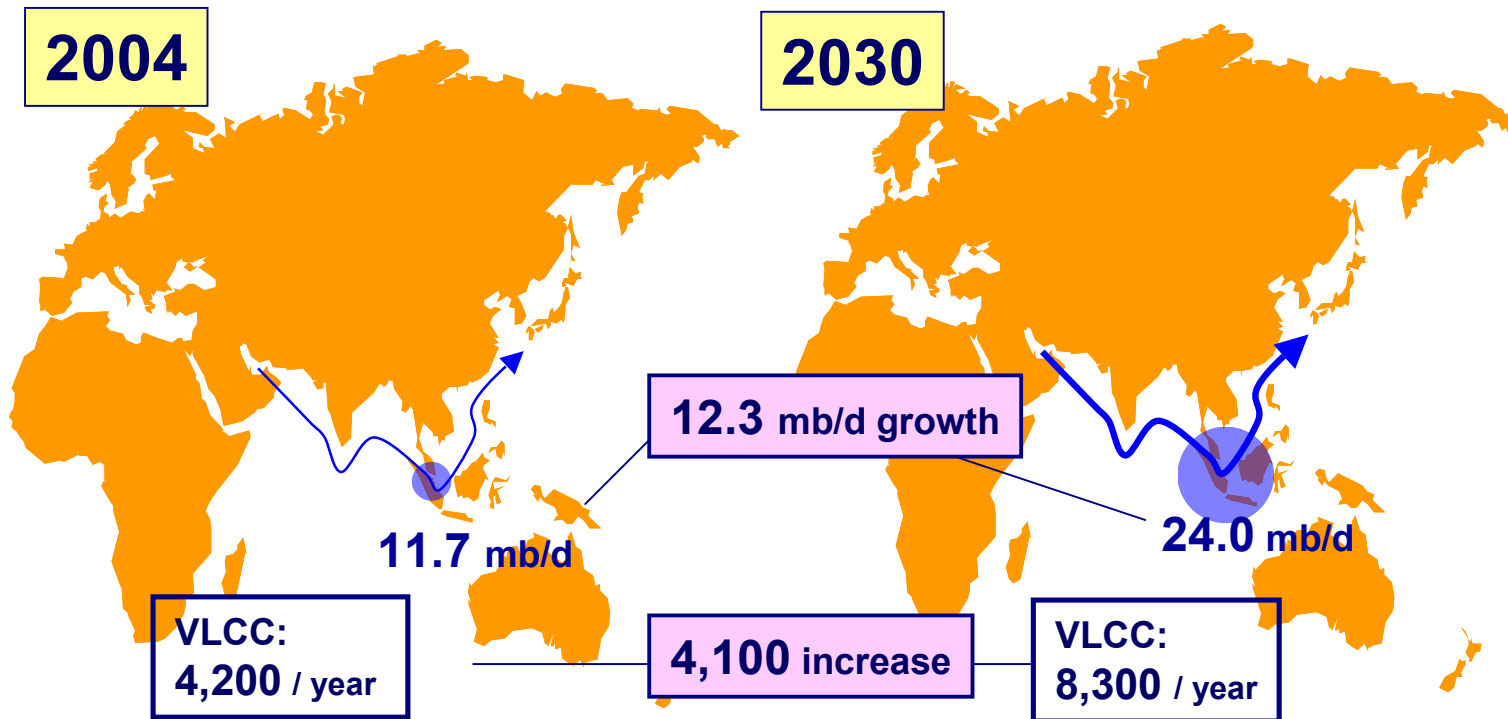 2004
2030
12.3 mb/d growth
11.7 mb/d
24.0 mb/d
VLCC:
4,200 / year
4,100 increase
VLCC:
8,300 / year